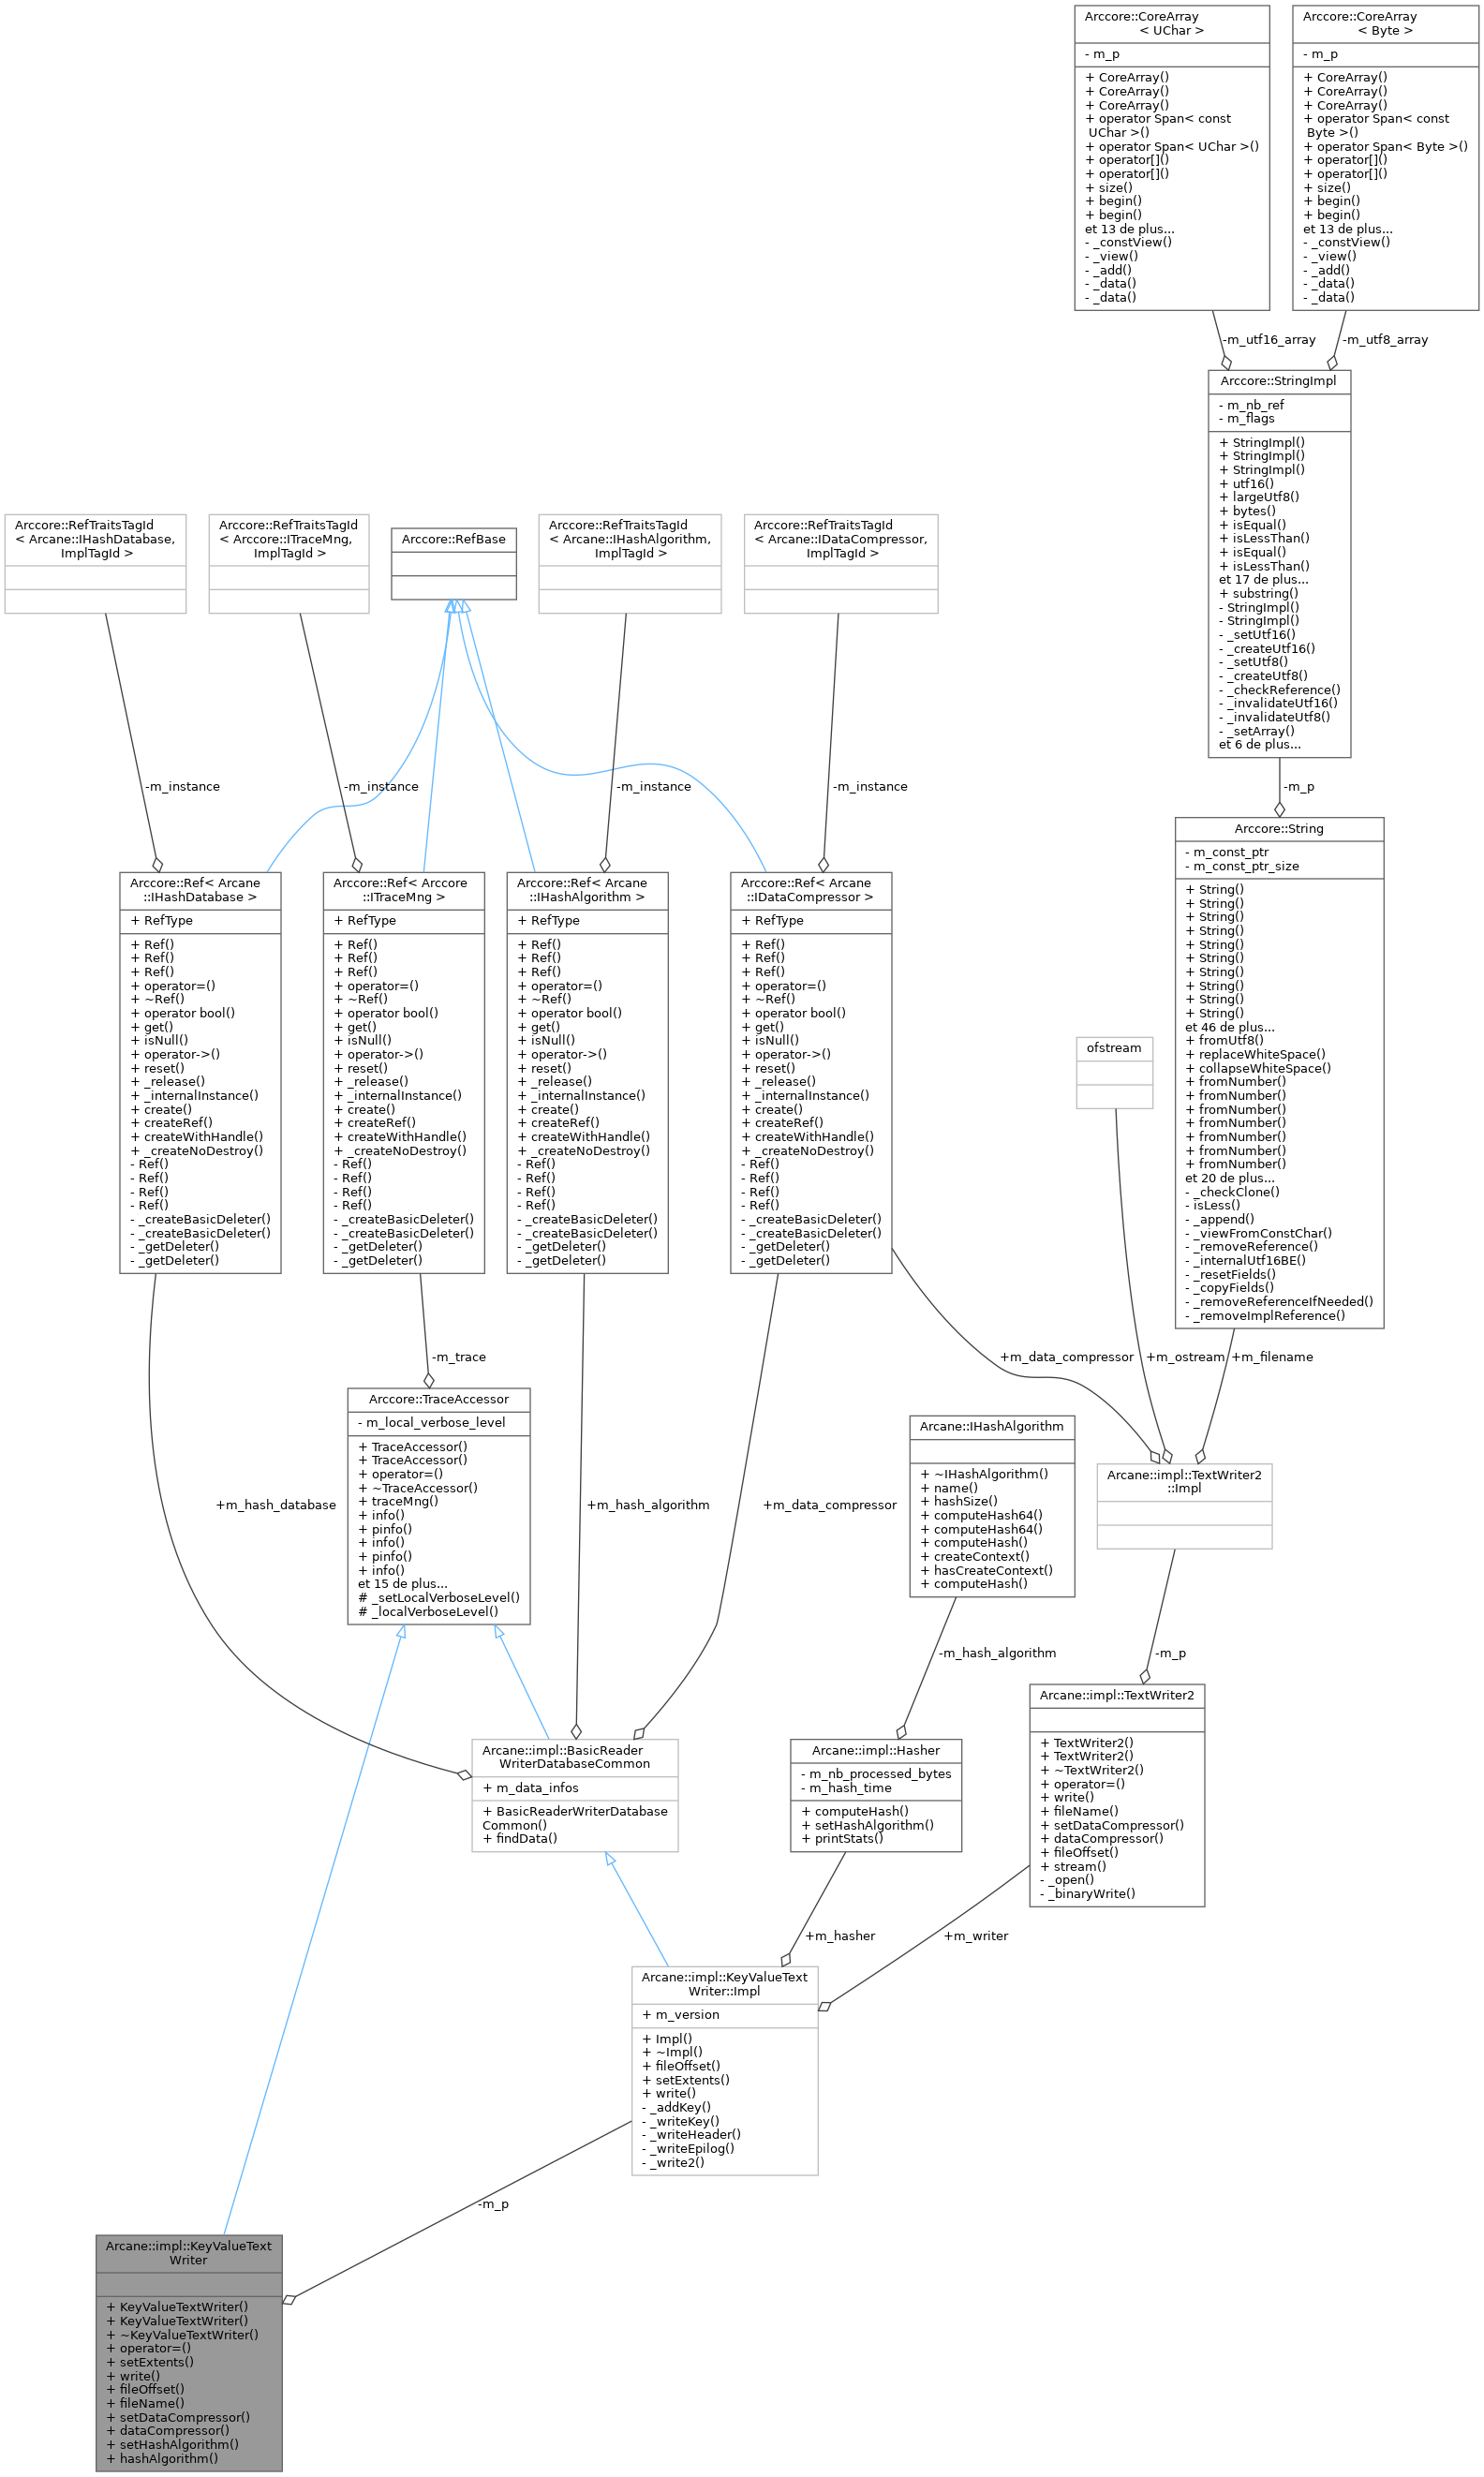 Arccore::CoreArray
< UChar >
- m_p
+ CoreArray()
+ CoreArray()
+ CoreArray()
+ operator Span< const
UChar >()
+ operator Span< UChar >()
+ operator[]()
+ operator[]()
+ size()
+ begin()
+ begin()
et 13 de plus...
- _constView()
- _view()
- _add()
- _data()
- _data()
Arccore::CoreArray
< Byte >
- m_p
+ CoreArray()
+ CoreArray()
+ CoreArray()
+ operator Span< const
Byte >()
+ operator Span< Byte >()
+ operator[]()
+ operator[]()
+ size()
+ begin()
+ begin()
et 13 de plus...
- _constView()
- _view()
- _add()
- _data()
- _data()
-m_utf16_array
-m_utf8_array
Arccore::StringImpl
- m_nb_ref
- m_flags
+ StringImpl()
+ StringImpl()
+ StringImpl()
+ utf16()
+ largeUtf8()
+ bytes()
+ isEqual()
+ isLessThan()
+ isEqual()
+ isLessThan()
et 17 de plus...
+ substring()
- StringImpl()
- StringImpl()
- _setUtf16()
- _createUtf16()
- _setUtf8()
- _createUtf8()
- _checkReference()
- _invalidateUtf16()
- _invalidateUtf8()
- _setArray()
et 6 de plus...
Arccore::RefTraitsTagId
< Arcane::IHashDatabase,
ImplTagId >
Arccore::RefTraitsTagId
< Arccore::ITraceMng,
ImplTagId >
Arccore::RefBase
Arccore::RefTraitsTagId
< Arcane::IHashAlgorithm,
ImplTagId >
Arccore::RefTraitsTagId
< Arcane::IDataCompressor,
ImplTagId >
-m_instance
-m_instance
-m_instance
-m_instance
-m_p
Arccore::Ref< Arcane
::IHashDatabase >
+ RefType
+ Ref()
+ Ref()
+ Ref()
+ operator=()
+ ~Ref()
+ operator bool()
+ get()
+ isNull()
+ operator->()
+ reset()
+ _release()
+ _internalInstance()
+ create()
+ createRef()
+ createWithHandle()
+ _createNoDestroy()
- Ref()
- Ref()
- Ref()
- Ref()
- _createBasicDeleter()
- _createBasicDeleter()
- _getDeleter()
- _getDeleter()
Arccore::Ref< Arccore
::ITraceMng >
+ RefType
+ Ref()
+ Ref()
+ Ref()
+ operator=()
+ ~Ref()
+ operator bool()
+ get()
+ isNull()
+ operator->()
+ reset()
+ _release()
+ _internalInstance()
+ create()
+ createRef()
+ createWithHandle()
+ _createNoDestroy()
- Ref()
- Ref()
- Ref()
- Ref()
- _createBasicDeleter()
- _createBasicDeleter()
- _getDeleter()
- _getDeleter()
Arccore::Ref< Arcane
::IHashAlgorithm >
+ RefType
+ Ref()
+ Ref()
+ Ref()
+ operator=()
+ ~Ref()
+ operator bool()
+ get()
+ isNull()
+ operator->()
+ reset()
+ _release()
+ _internalInstance()
+ create()
+ createRef()
+ createWithHandle()
+ _createNoDestroy()
- Ref()
- Ref()
- Ref()
- Ref()
- _createBasicDeleter()
- _createBasicDeleter()
- _getDeleter()
- _getDeleter()
Arccore::Ref< Arcane
::IDataCompressor >
+ RefType
+ Ref()
+ Ref()
+ Ref()
+ operator=()
+ ~Ref()
+ operator bool()
+ get()
+ isNull()
+ operator->()
+ reset()
+ _release()
+ _internalInstance()
+ create()
+ createRef()
+ createWithHandle()
+ _createNoDestroy()
- Ref()
- Ref()
- Ref()
- Ref()
- _createBasicDeleter()
- _createBasicDeleter()
- _getDeleter()
- _getDeleter()
ofstream
Arccore::String
- m_const_ptr
- m_const_ptr_size
+ String()
+ String()
+ String()
+ String()
+ String()
+ String()
+ String()
+ String()
+ String()
+ String()
et 46 de plus...
+ fromUtf8()
+ replaceWhiteSpace()
+ collapseWhiteSpace()
+ fromNumber()
+ fromNumber()
+ fromNumber()
+ fromNumber()
+ fromNumber()
+ fromNumber()
+ fromNumber()
et 20 de plus...
- _checkClone()
- isLess()
- _append()
- _viewFromConstChar()
- _removeReference()
- _internalUtf16BE()
- _resetFields()
- _copyFields()
- _removeReferenceIfNeeded()
- _removeImplReference()
-m_trace
+m_data_compressor
+m_ostream
+m_filename
Arccore::TraceAccessor
- m_local_verbose_level
+ TraceAccessor()
+ TraceAccessor()
+ operator=()
+ ~TraceAccessor()
+ traceMng()
+ info()
+ pinfo()
+ info()
+ pinfo()
+ info()
et 15 de plus...
# _setLocalVerboseLevel()
# _localVerboseLevel()
Arcane::IHashAlgorithm
+ ~IHashAlgorithm()
+ name()
+ hashSize()
+ computeHash64()
+ computeHash64()
+ computeHash()
+ createContext()
+ hasCreateContext()
+ computeHash()
Arcane::impl::TextWriter2
::Impl
+m_hash_database
+m_hash_algorithm
+m_data_compressor
-m_hash_algorithm
-m_p
Arcane::impl::BasicReader
WriterDatabaseCommon
+ m_data_infos
+ BasicReaderWriterDatabase
Common()
+ findData()
Arcane::impl::Hasher
- m_nb_processed_bytes
- m_hash_time
+ computeHash()
+ setHashAlgorithm()
+ printStats()
Arcane::impl::TextWriter2
+ TextWriter2()
+ TextWriter2()
+ ~TextWriter2()
+ operator=()
+ write()
+ fileName()
+ setDataCompressor()
+ dataCompressor()
+ fileOffset()
+ stream()
- _open()
- _binaryWrite()
+m_hasher
+m_writer
Arcane::impl::KeyValueText
Writer::Impl
+ m_version
+ Impl()
+ ~Impl()
+ fileOffset()
+ setExtents()
+ write()
- _addKey()
- _writeKey()
- _writeHeader()
- _writeEpilog()
- _write2()
-m_p
Arcane::impl::KeyValueText
Writer
+ KeyValueTextWriter()
+ KeyValueTextWriter()
+ ~KeyValueTextWriter()
+ operator=()
+ setExtents()
+ write()
+ fileOffset()
+ fileName()
+ setDataCompressor()
+ dataCompressor()
+ setHashAlgorithm()
+ hashAlgorithm()